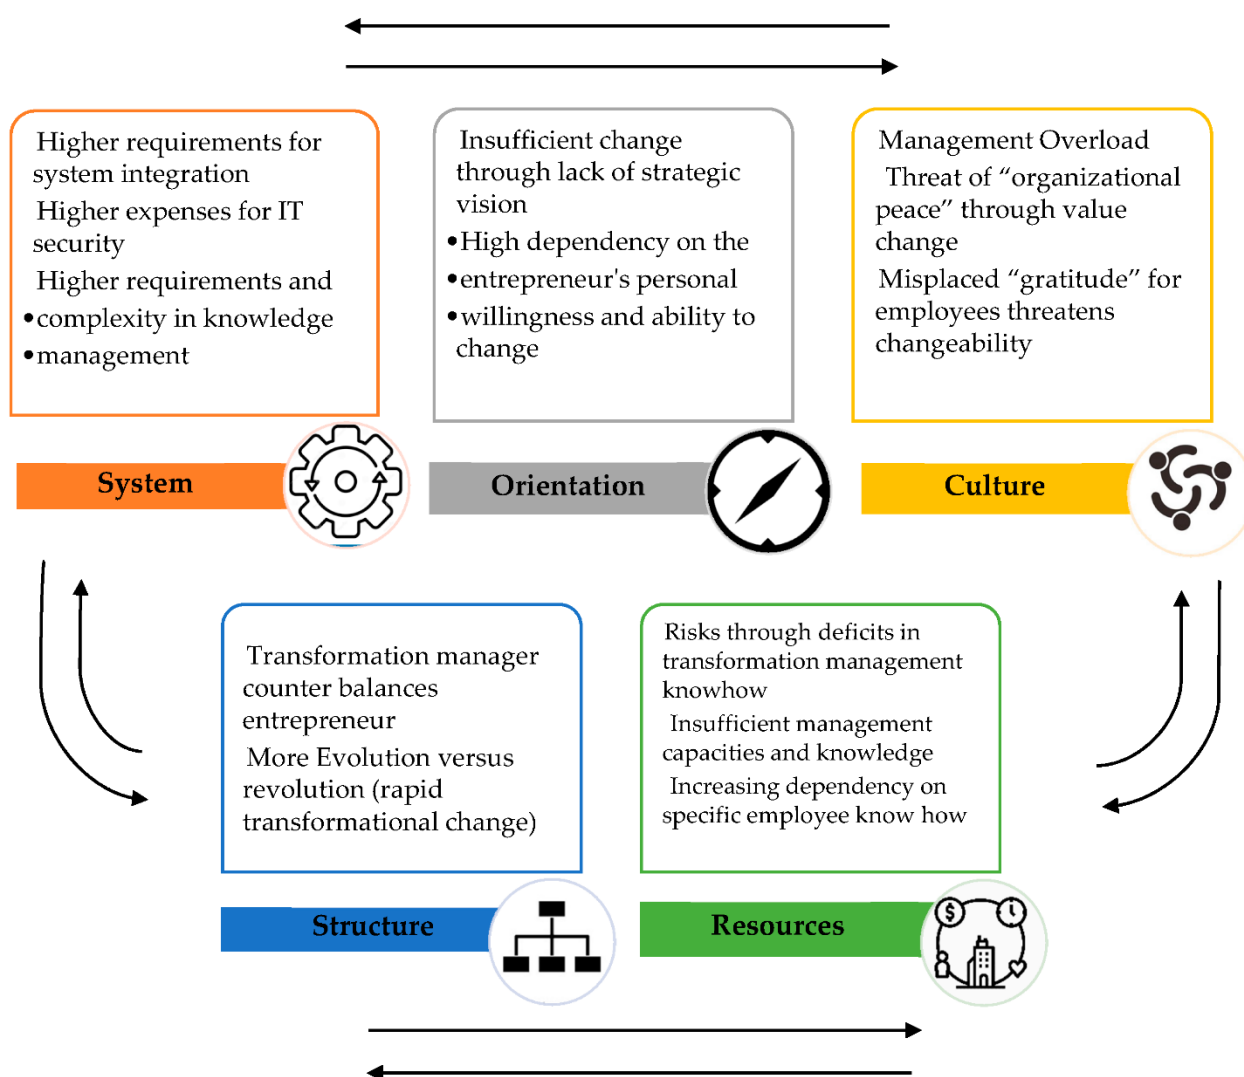 Higher requirements for
system integration
Higher expenses for IT
security
Higher requirements and
•complexity in knowledge
•management
System
Insufficient change
through lack of strategic
vision
•High dependency on the
•entrepreneur's personal
•willingness and ability to
change
Orientation
Management Overload
Threat of “organizational
peace” through value
change
Misplaced “gratitude” for
employees threatens
changeability
Culture
Transformation manager
counter balances
entrepreneur
More Evolution versus
revolution (rapid
transformational change)
Structure
Risks through deficits in
transformation management
knowhow
Insufficient management
capacities and knowledge
Increasing dependency on
specific employee know how
Resources
$